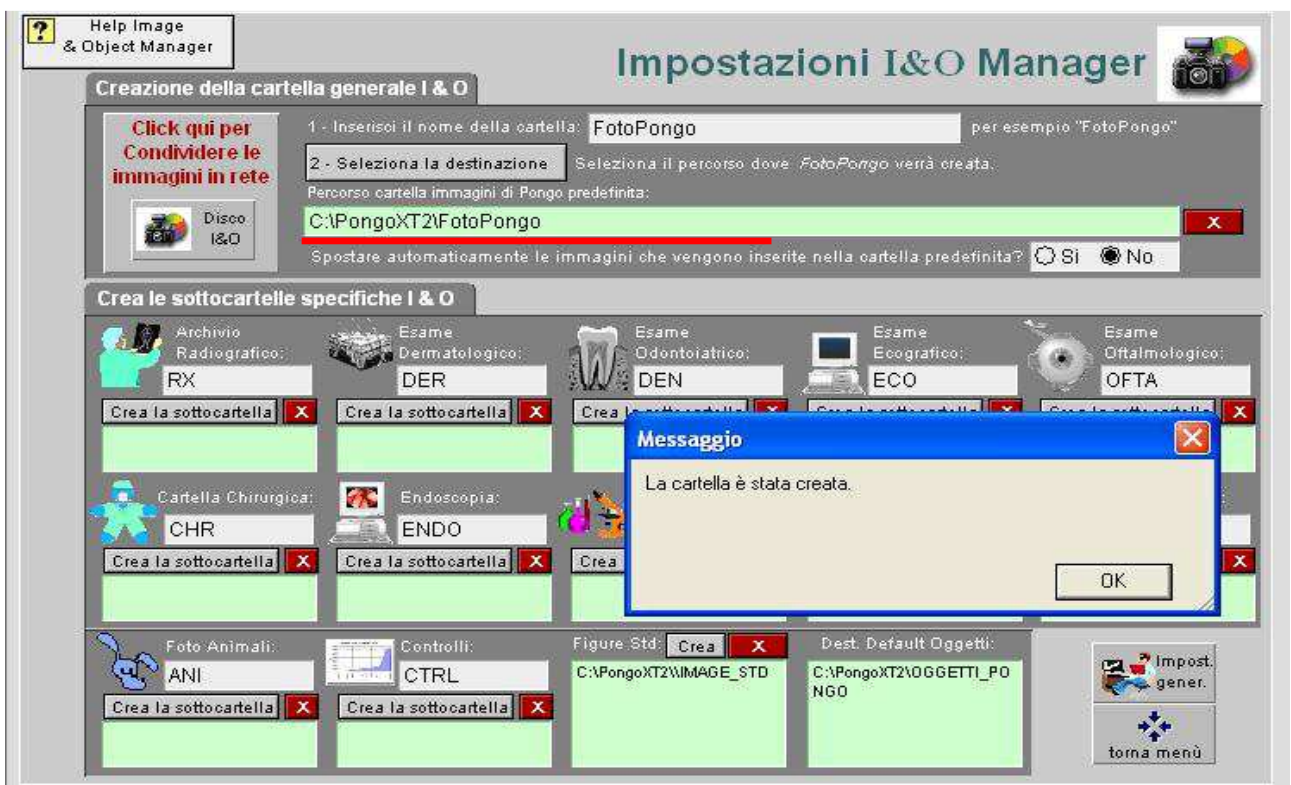 ?
Help Image
& Object Manager
Impostazioni I&O Manager
Creazione della cartella generale I & O
Click qui per
Condividere le
immagini in rete
Disco
I&O
1 - Inserisci il nome della cartella: FotoPongo per esempio "FotoPongo"
2 - Seleziona la destinazione Seleziona il percorso dove FotoPongo verrà creata.
Percorso cartella immagini di Pongo predefinita:
C:\PongoXT2\FotoPongo X
Spostare automaticamente le immagini che vengono inserite nella cartella predefinita? Si No
Crea le sottocartelle specifiche I & O
Archivio
Radiografico:
RX
Crea la sottocartella X
Esame
Dermatologico:
DER
Crea la sottocartella X
Esame
Odontoiatrico:
DEN
Crea
Esame
Ecografico:
ECO
Esame
Oftalmologico:
OFTA
X
Cartella Chirurgica:
CHR
Crea la sottocartella X
Endoscopia:
ENDO
Crea la sottocartella X
Crea
X
Messaggio
La cartella è stata creata.
OK
Foto Animali:
ANI
Crea la sottocartella X
Controlli:
CTRL
Crea la sottocartella X
Figure Std: Crea X
C:\PongoXT2\\IMAGE_STD
Dest. Default Oggetti:
C:\PongoXT2\OGGETTI_PO
NGO
Impost.
gener.
torna menù